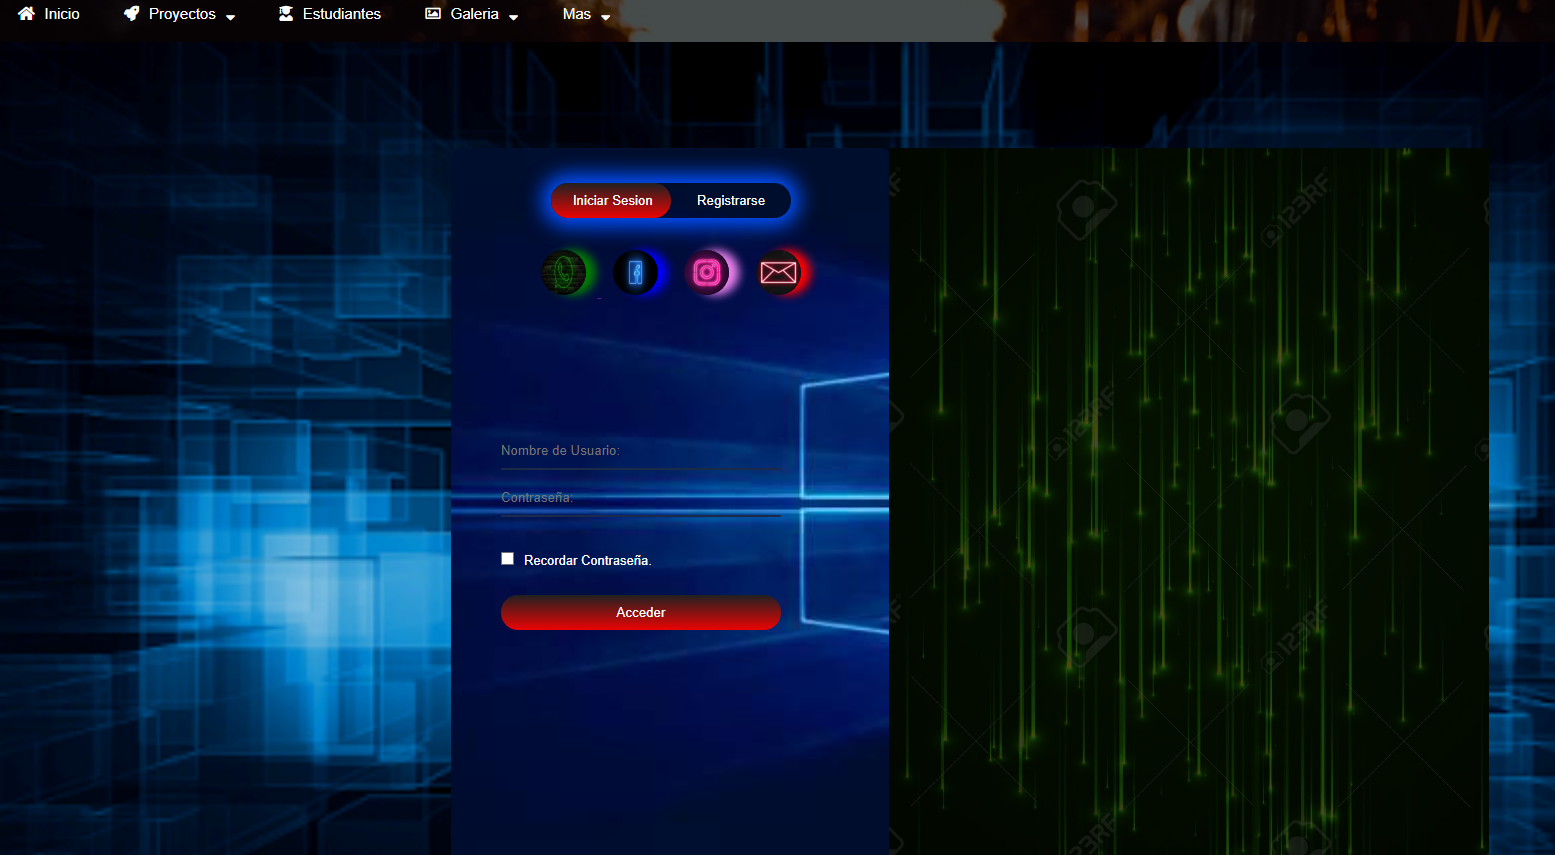 Inicio Proyectos Estudiantes Galeria Mas
Iniciar Sesion Registrarse
Nombre de Usuario:
Contraseña:
Recordar Contraseña.
Acceder
123RF
123RF
123RF
123RF
123RF